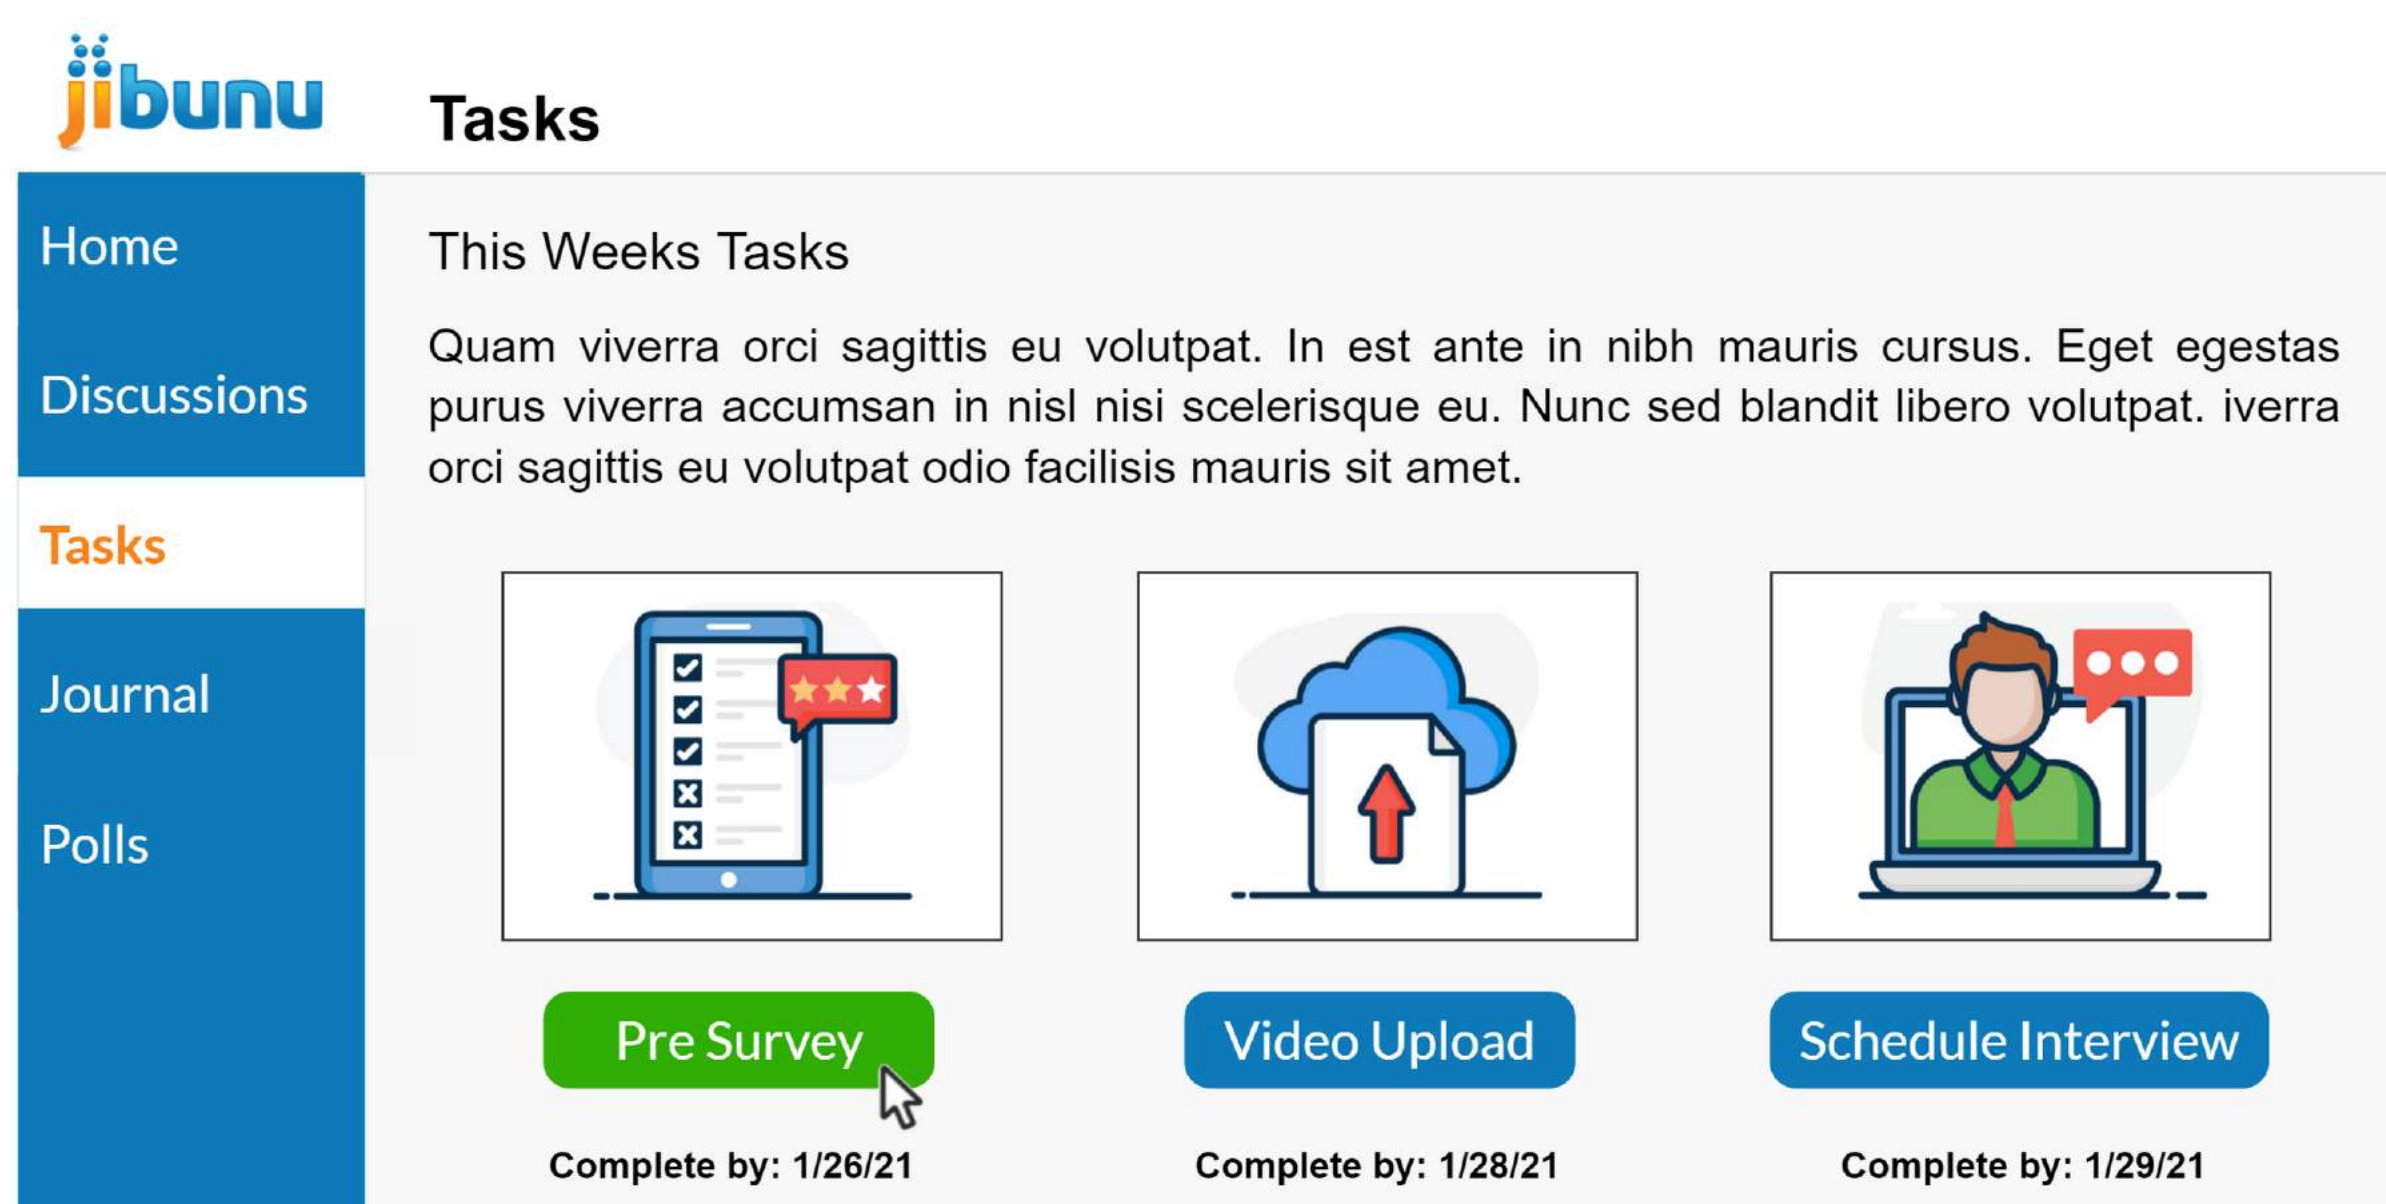 jibunu
Tasks
Home
Discussions
Tasks
Journal
Polls
This Weeks Tasks
Quam viverra orci sagittis eu volutpat. In est ante in nibh mauris cursus. Eget egestas
purus viverra accumsan in nisl nisi scelerisque eu. Nunc sed blandit libero volutpat. iverra
orci sagittis eu volutpat odio facilisis mauris sit amet.
Pre Survey
Video Upload
Schedule Interview
Complete by: 1/26/21
Complete by: 1/28/21
Complete by: 1/29/21